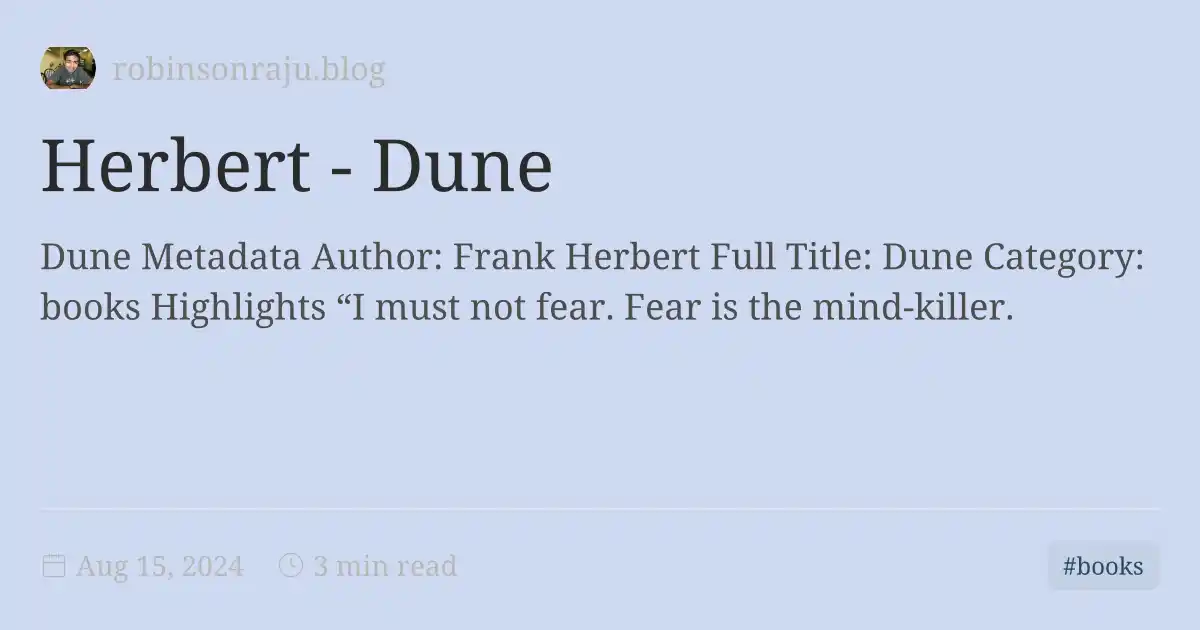 robinsonraju.blog
Herbert - Dune
Dune Metadata Author: Frank Herbert Full Title: Dune Category:
books Highlights “I must not fear. Fear is the mind-killer.
Aug 15, 2024 3 min read #books